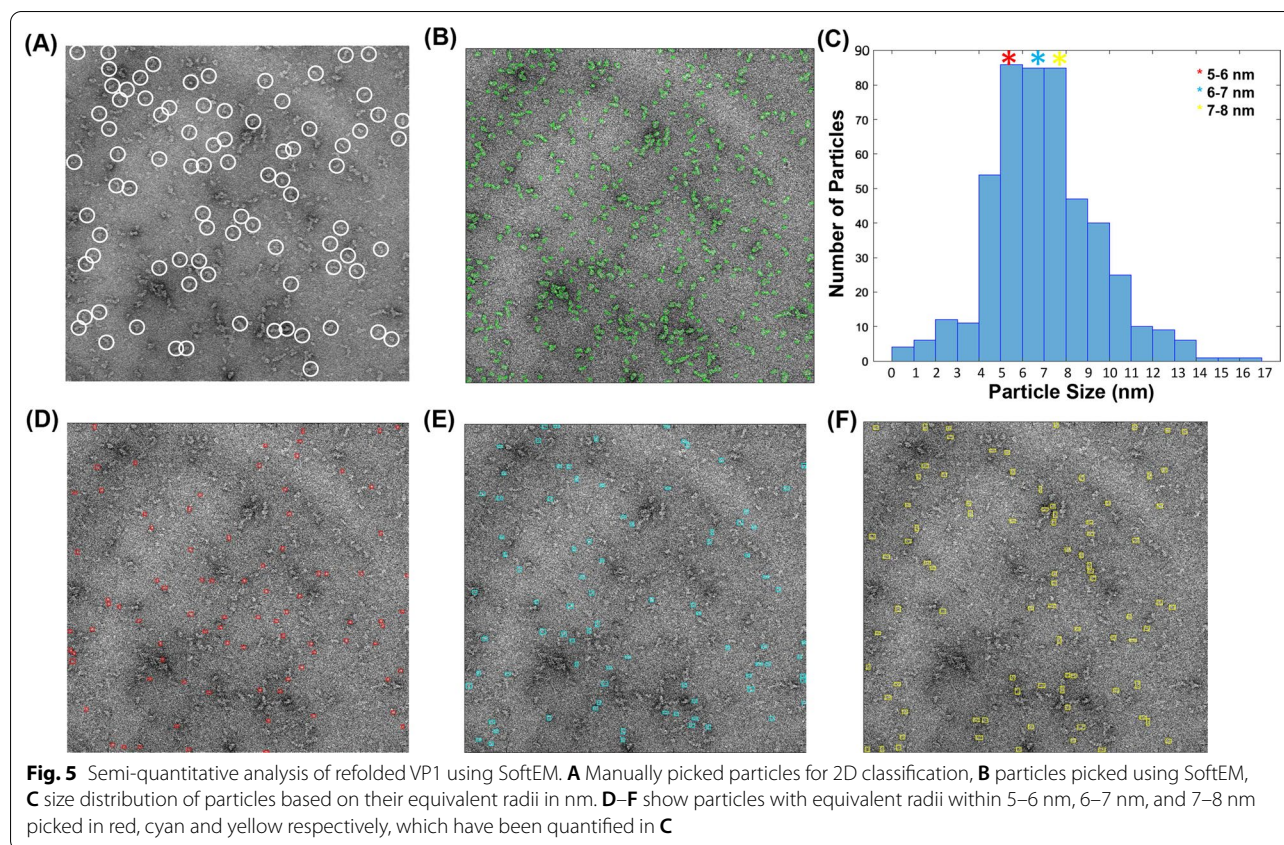 (A)
(B)
(C)
90
80
70
60
50
40
30
20
10
0
Number of Particles
* * *
* 5-6 nm
* 6-7 nm
* 7-8 nm
0 1 2 3 4 5 6 7 8 9 10 11 12 13 14 15 16 17
Particle Size (nm)
(D)
(E)
(F)
Fig. 5 Semi-quantitative analysis of refolded VP1 using SoftEM. A Manually picked particles for 2D classification, B particles picked using SoftEM,
C size distribution of particles based on their equivalent radii in nm. D–F show particles with equivalent radii within 5–6 nm, 6–7 nm, and 7–8 nm
picked in red, cyan and yellow respectively, which have been quantified in C